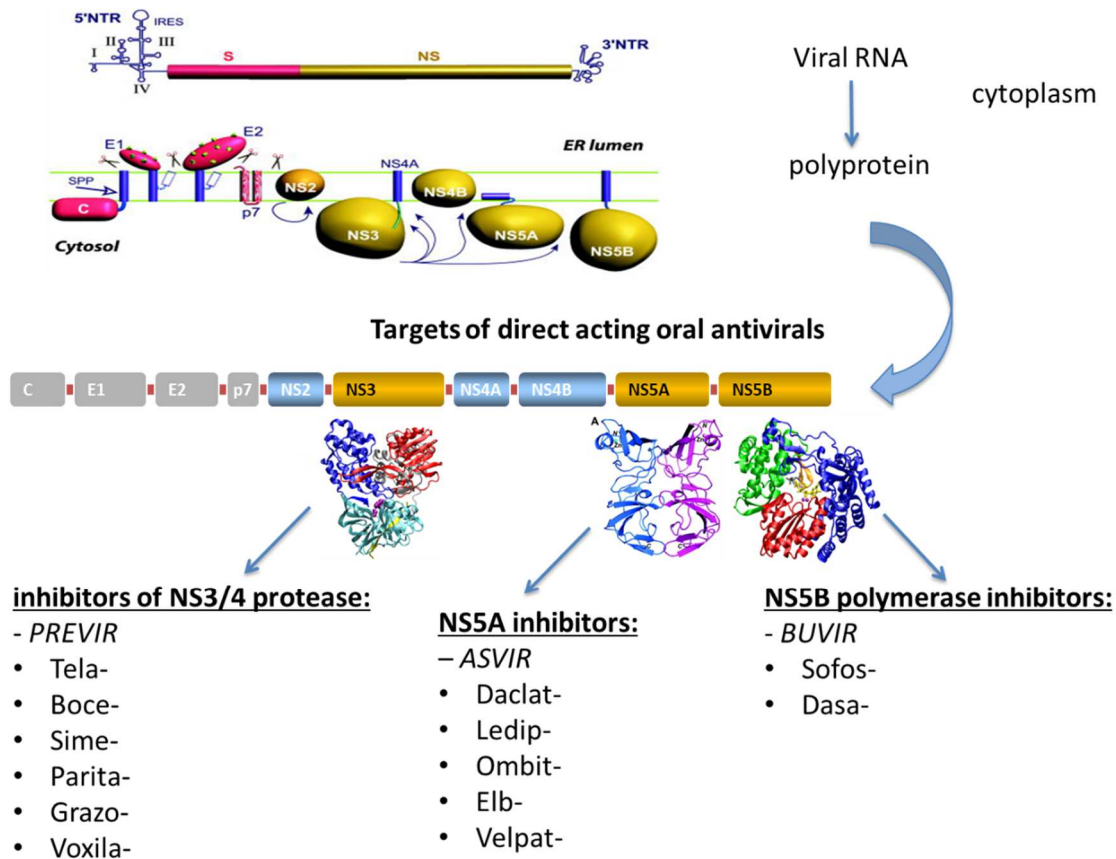 5'NTR
IRES
II
III
I
IV
S
NS
3'NTR
Viral RNA
cytoplasm
polyprotein
E1
E2
ER lumen
SPP
NS4A
NS2
NS4B
C
p7
NS3
NS5A
NS5B
Cytosol
Targets of direct acting oral antivirals
C E1 E2 p7 NS2 NS3 NS4A NS4B NS5A NS5B
A
inhibitors of NS3/4 protease:
- PREVIR
• Tela-
• Boce-
• Sime-
• Parita-
• Grazo-
• Voxila-
NS5A inhibitors:
– ASVIR
• Daclat-
• Ledip-
• Ombit-
• Elb-
• Velpat-
NS5B polymerase inhibitors:
- BUVIR
• Sofos-
• Dasa-